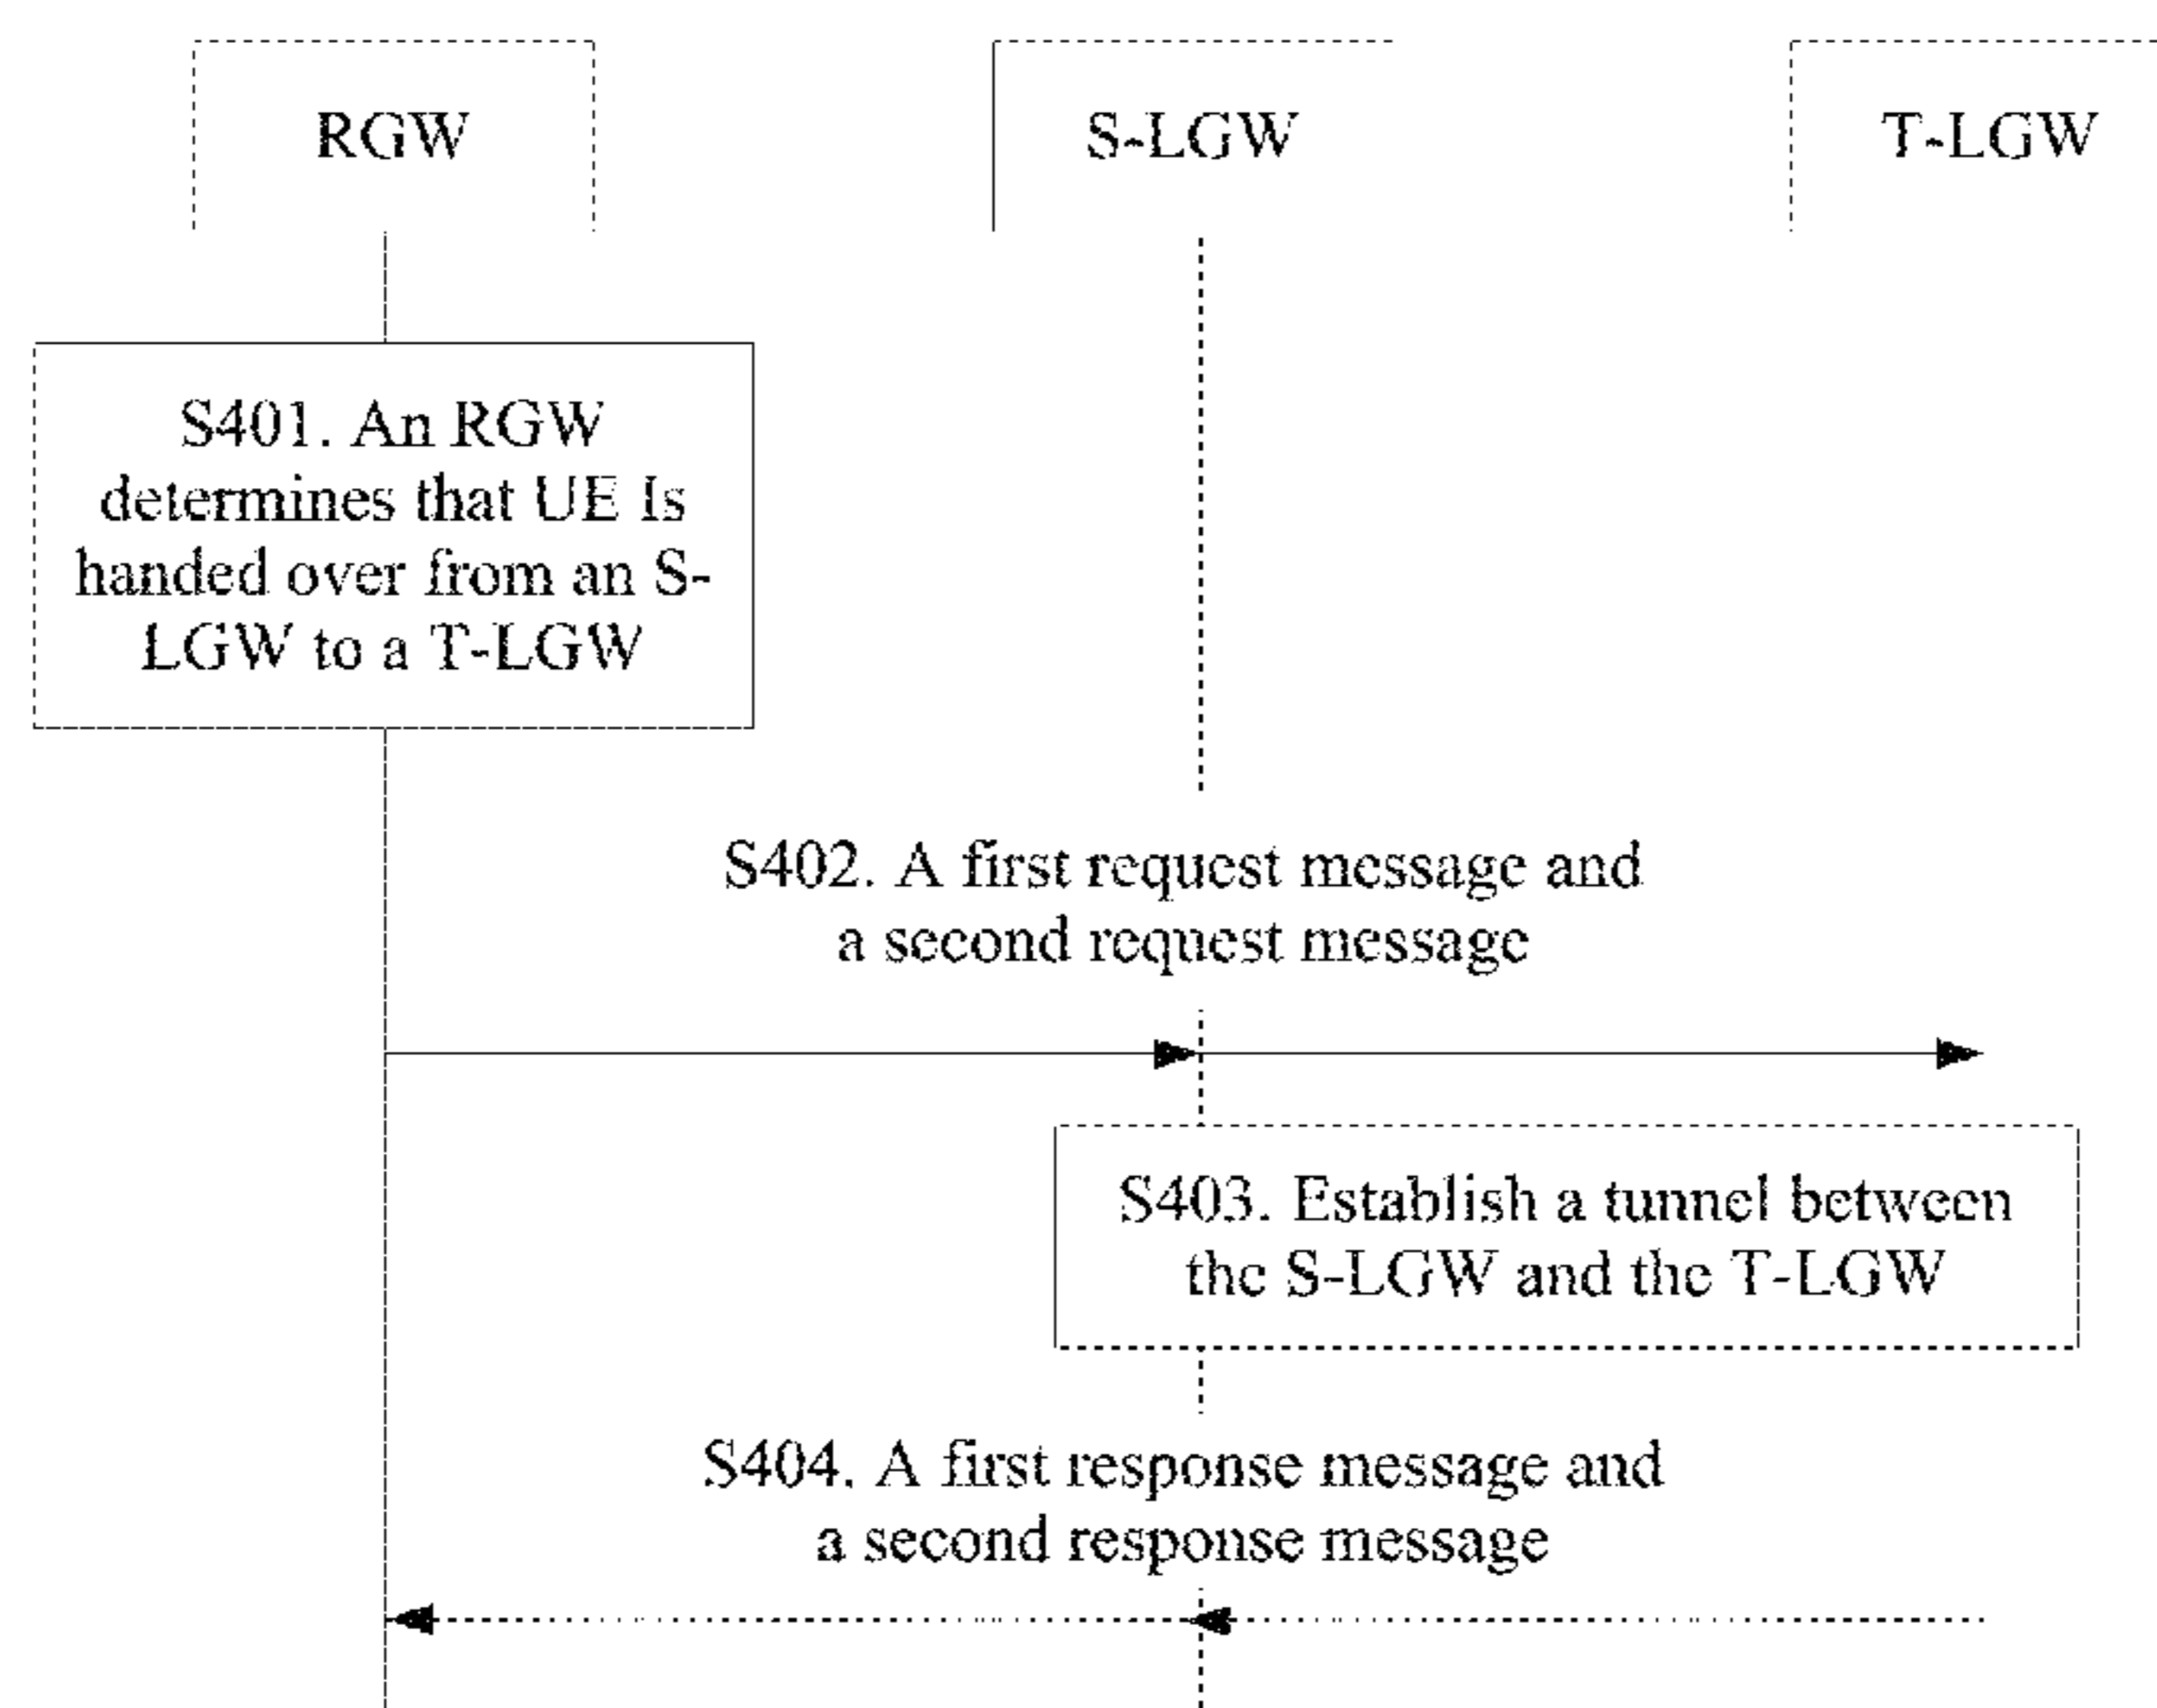 RGW
S-LGW
T-LGW
S401. An RGW
determines that UE Is
handed over from an S-
LGW to a T-LGW
S402. A first request message and
a second request message
S403. Establish a tunnel between
the S-LGW and the T-LGW
S404. A first response message and
a second response message